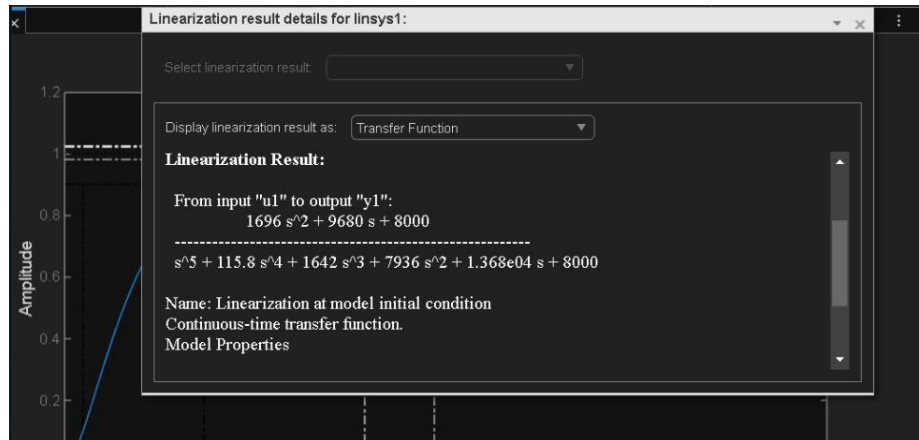 Linearization result details for linsys1:
Select linearization result:
Display linearization result as: Transfer Function
Linearization Result:
From input "u1" to output "y1":
1696 s^2 + 9680 s + 8000
----------------------------------------------------------
s^5 + 115.8 s^4 + 1642 s^3 + 7936 s^2 + 1.368e04 s + 8000
Name: Linearization at model initial condition
Continuous-time transfer function.
Model Properties
Amplitude
1.2
1
0.8
0.6
0.4
0.2